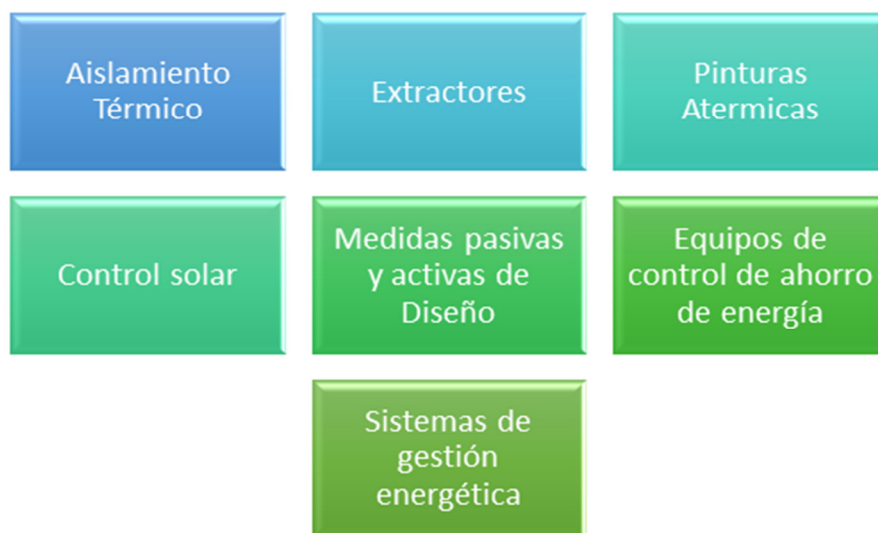 Aislamiento
Térmico
Extractores
Pinturas
Atermicas
Control solar
Medidas pasivas
y activas de
Diseño
Equipos de
control de ahorro
de energía
Sistemas de
gestión
energética